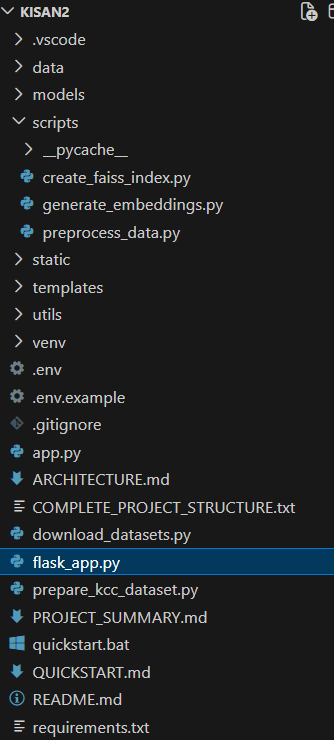 KISAN2
.vscode
data
models
scripts
__pycache__
create_faiss_index.py
generate_embeddings.py
preprocess_data.py
static
templates
utils
venv
.env
.env.example
.gitignore
app.py
ARCHITECTURE.md
COMPLETE_PROJECT_STRUCTURE.txt
download_datasets.py
flask_app.py
prepare_kcc_dataset.py
PROJECT_SUMMARY.md
quickstart.bat
QUICKSTART.md
README.md
requirements.txt